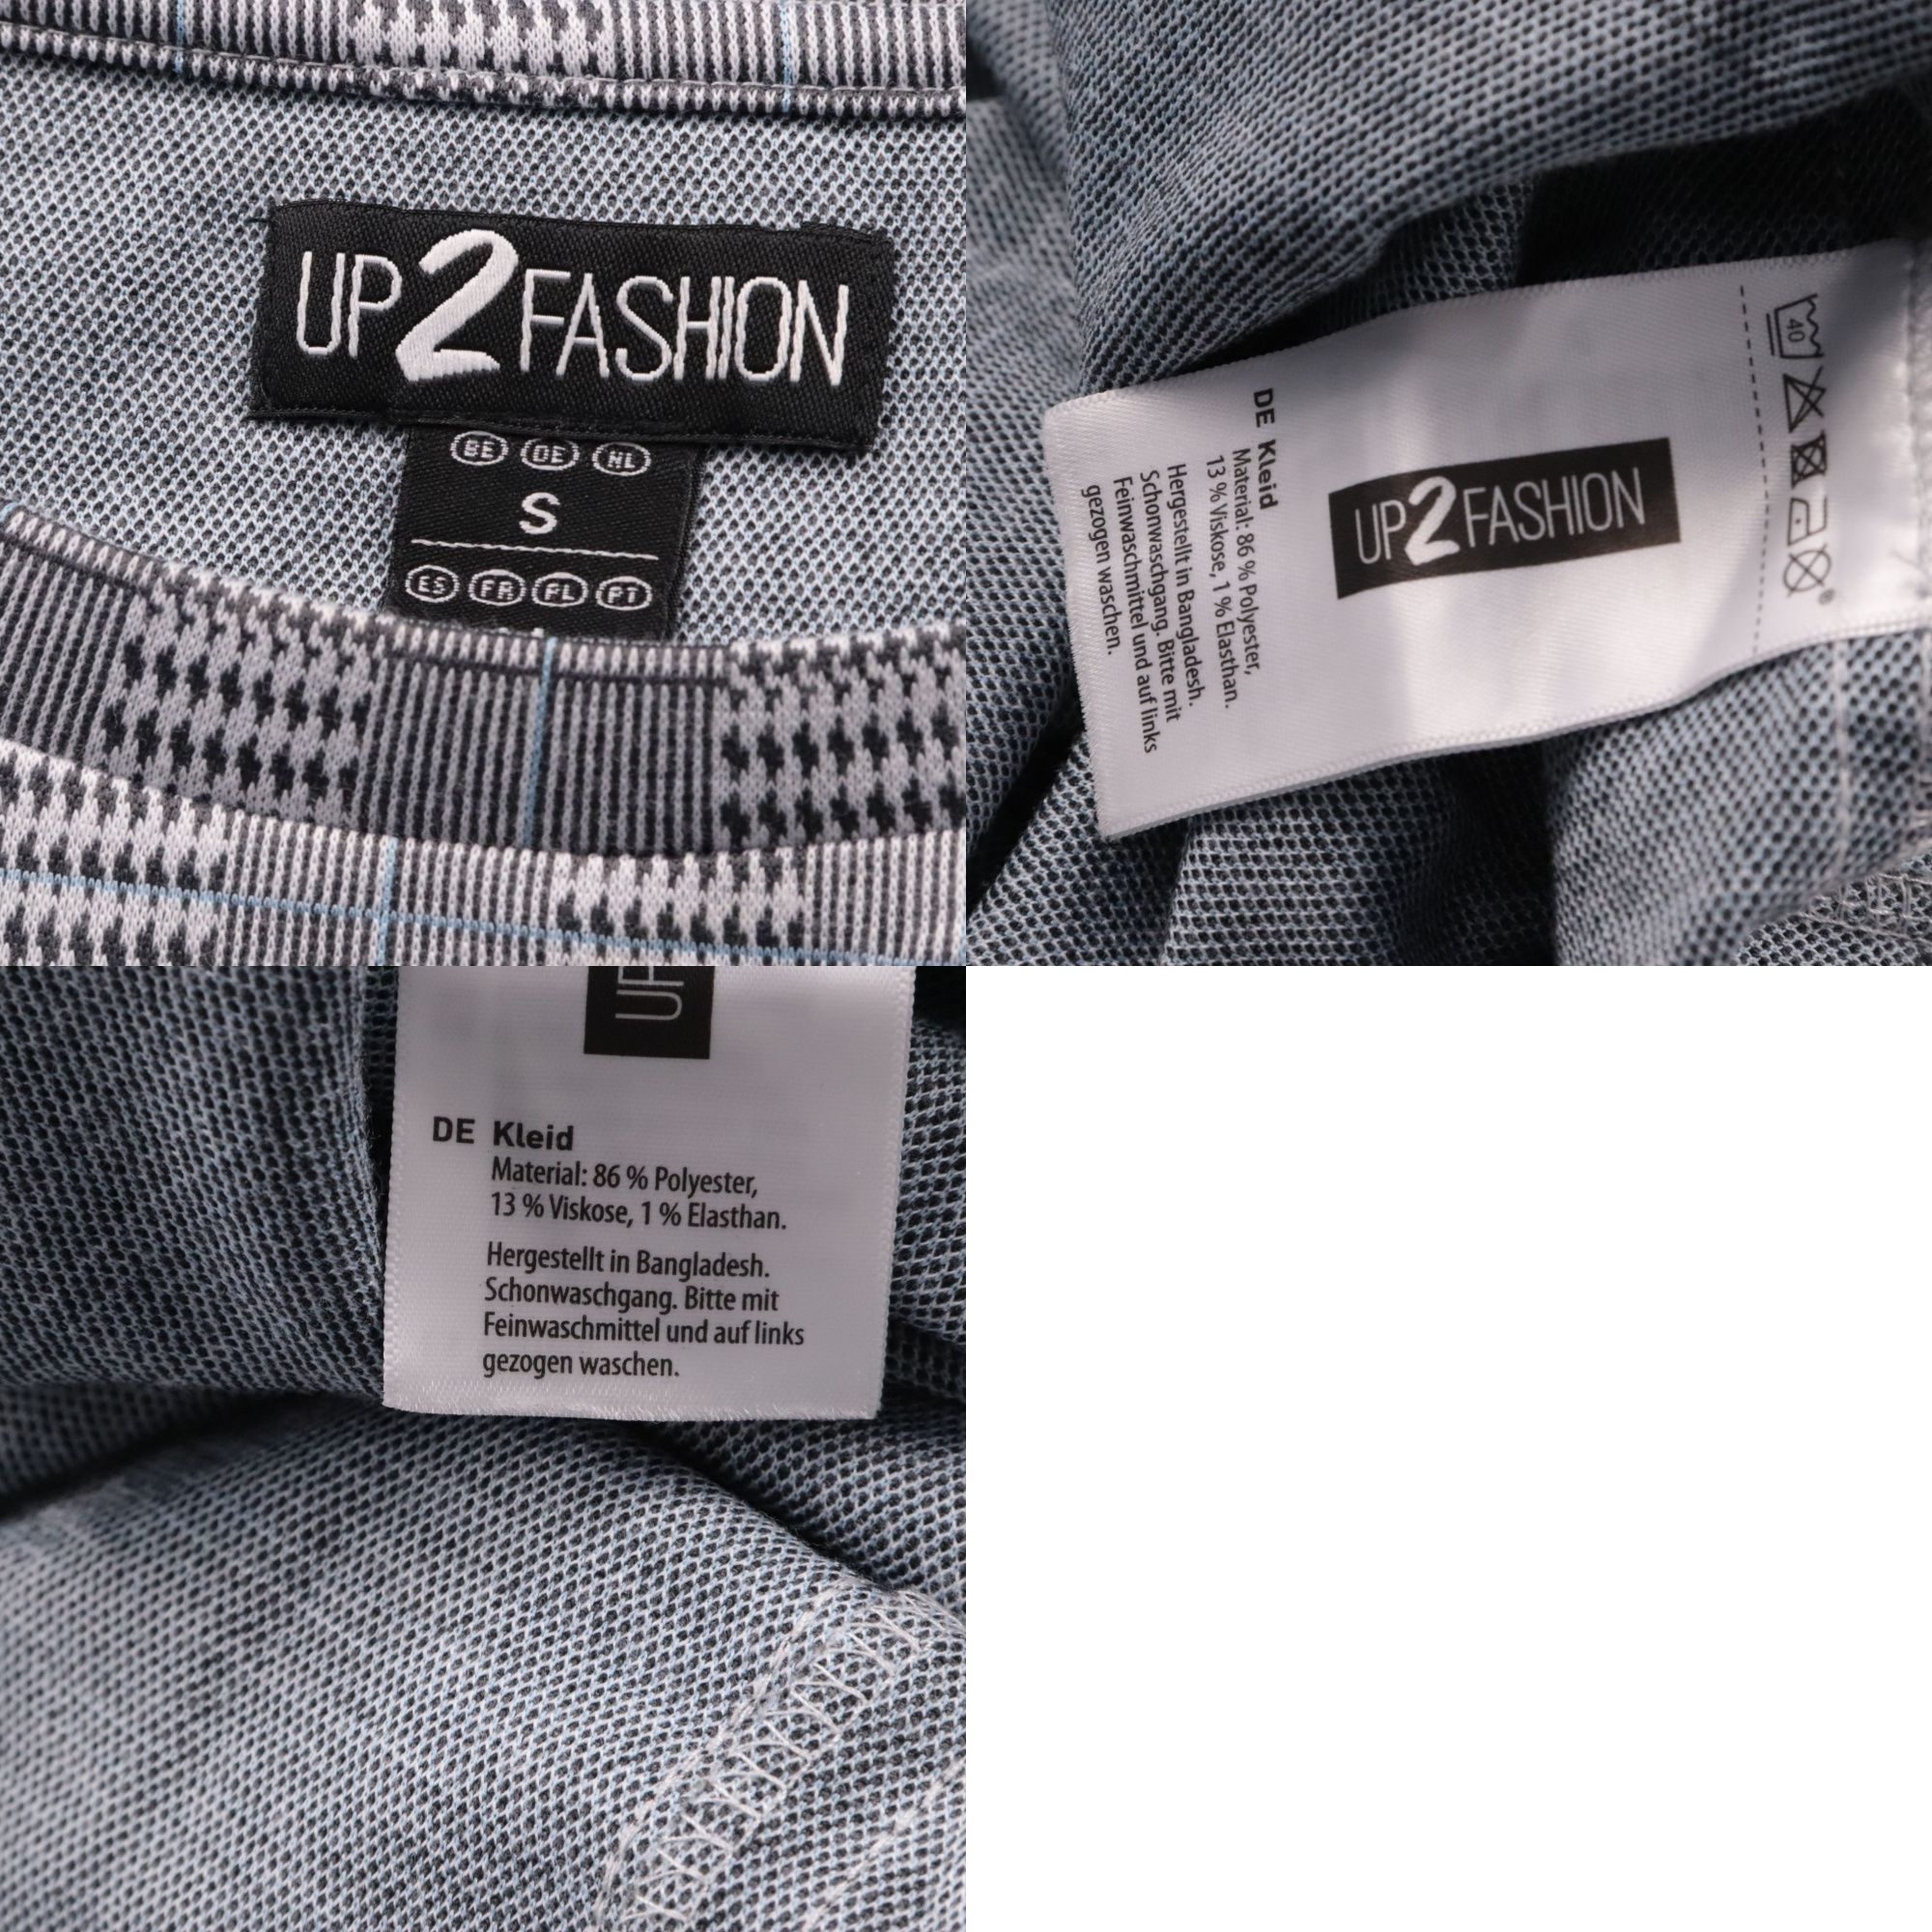 UP2FASHION
BE DE NL
S
ES FR PL PT
40
UP2FASHION
DE Kleid
Material: 86 % Polyester,
13 % Viskose, 1 % Elasthan.
Hergestellt in Bangladesh.
Schonwaschgang. Bitte mit
Feinwaschmittel und auf links
gezogen waschen.
UP
DE Kleid
Material: 86 % Polyester,
13 % Viskose, 1 % Elasthan.
Hergestellt in Bangladesh.
Schonwaschgang. Bitte mit
Feinwaschmittel und auf links
gezogen waschen.